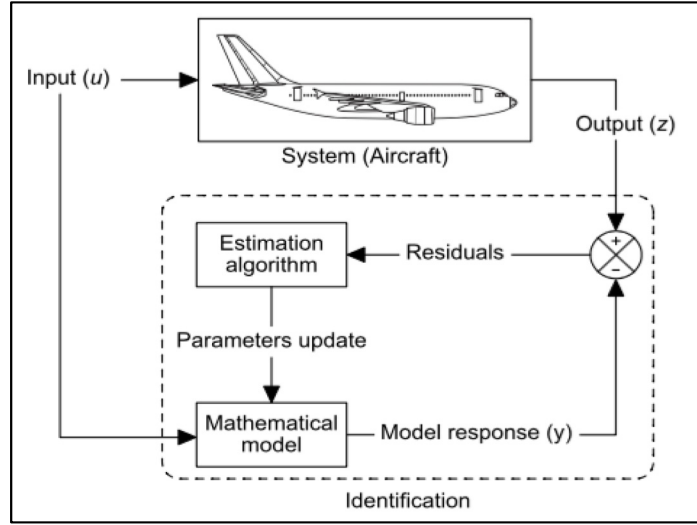 Input (u)
System (Aircraft)
Output (z)
+
−
Estimation
algorithm
Residuals
Parameters update
Mathematical
model
Model response (y)
Identification